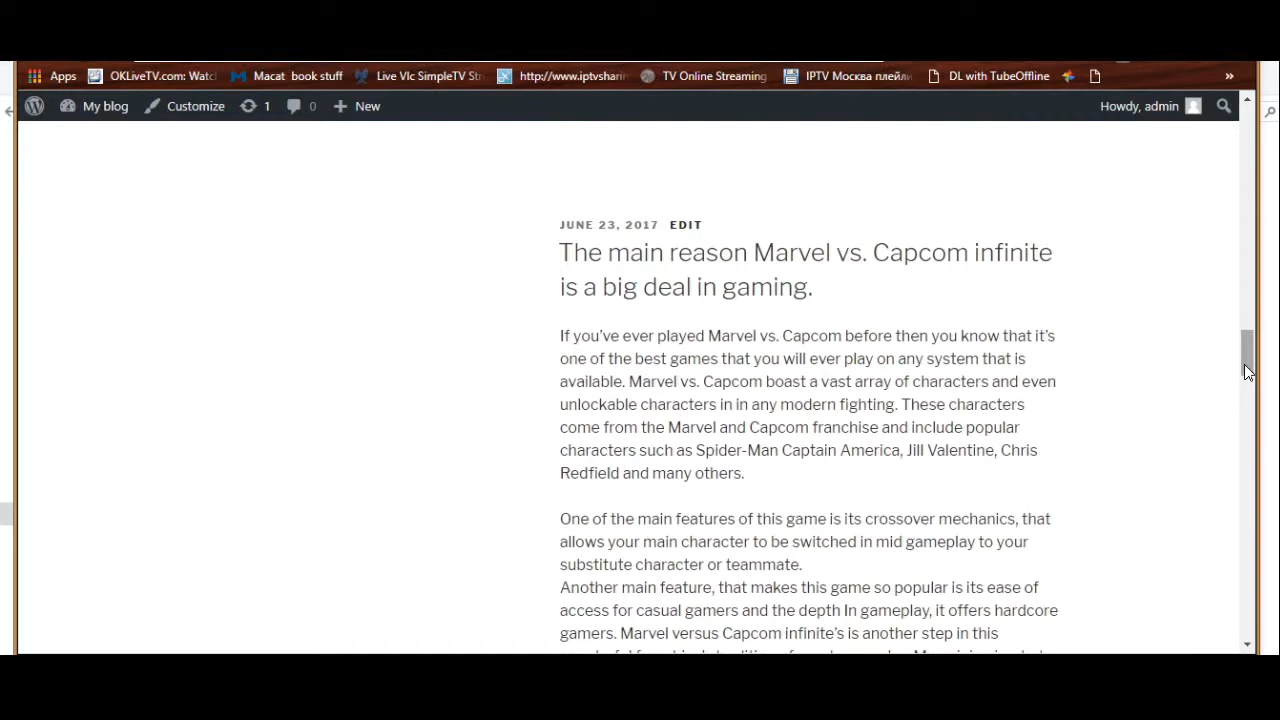 Apps OKLiveTV.com: Watc Macat book stuff Live Vlc SimpleTV Str http://www.iptvsharin TV Online Streaming IPTV Москва плейли DL with TubeOffline »
My blog Customize 1 0 New Howdy, admin
JUNE 23, 2017 EDIT
The main reason Marvel vs. Capcom infinite
is a big deal in gaming.
If you’ve ever played Marvel vs. Capcom before then you know that it’s
one of the best games that you will ever play on any system that is
available. Marvel vs. Capcom boast a vast array of characters and even
unlockable characters in in any modern fighting. These characters
come from the Marvel and Capcom franchise and include popular
characters such as Spider-Man Captain America, Jill Valentine, Chris
Redfield and many others.
One of the main features of this game is its crossover mechanics, that
allows your main character to be switched in mid gameplay to your
substitute character or teammate.
Another main feature, that makes this game so popular is its ease of
access for casual gamers and the depth In gameplay, it offers hardcore
gamers. Marvel versus Capcom infinite’s is another step in this